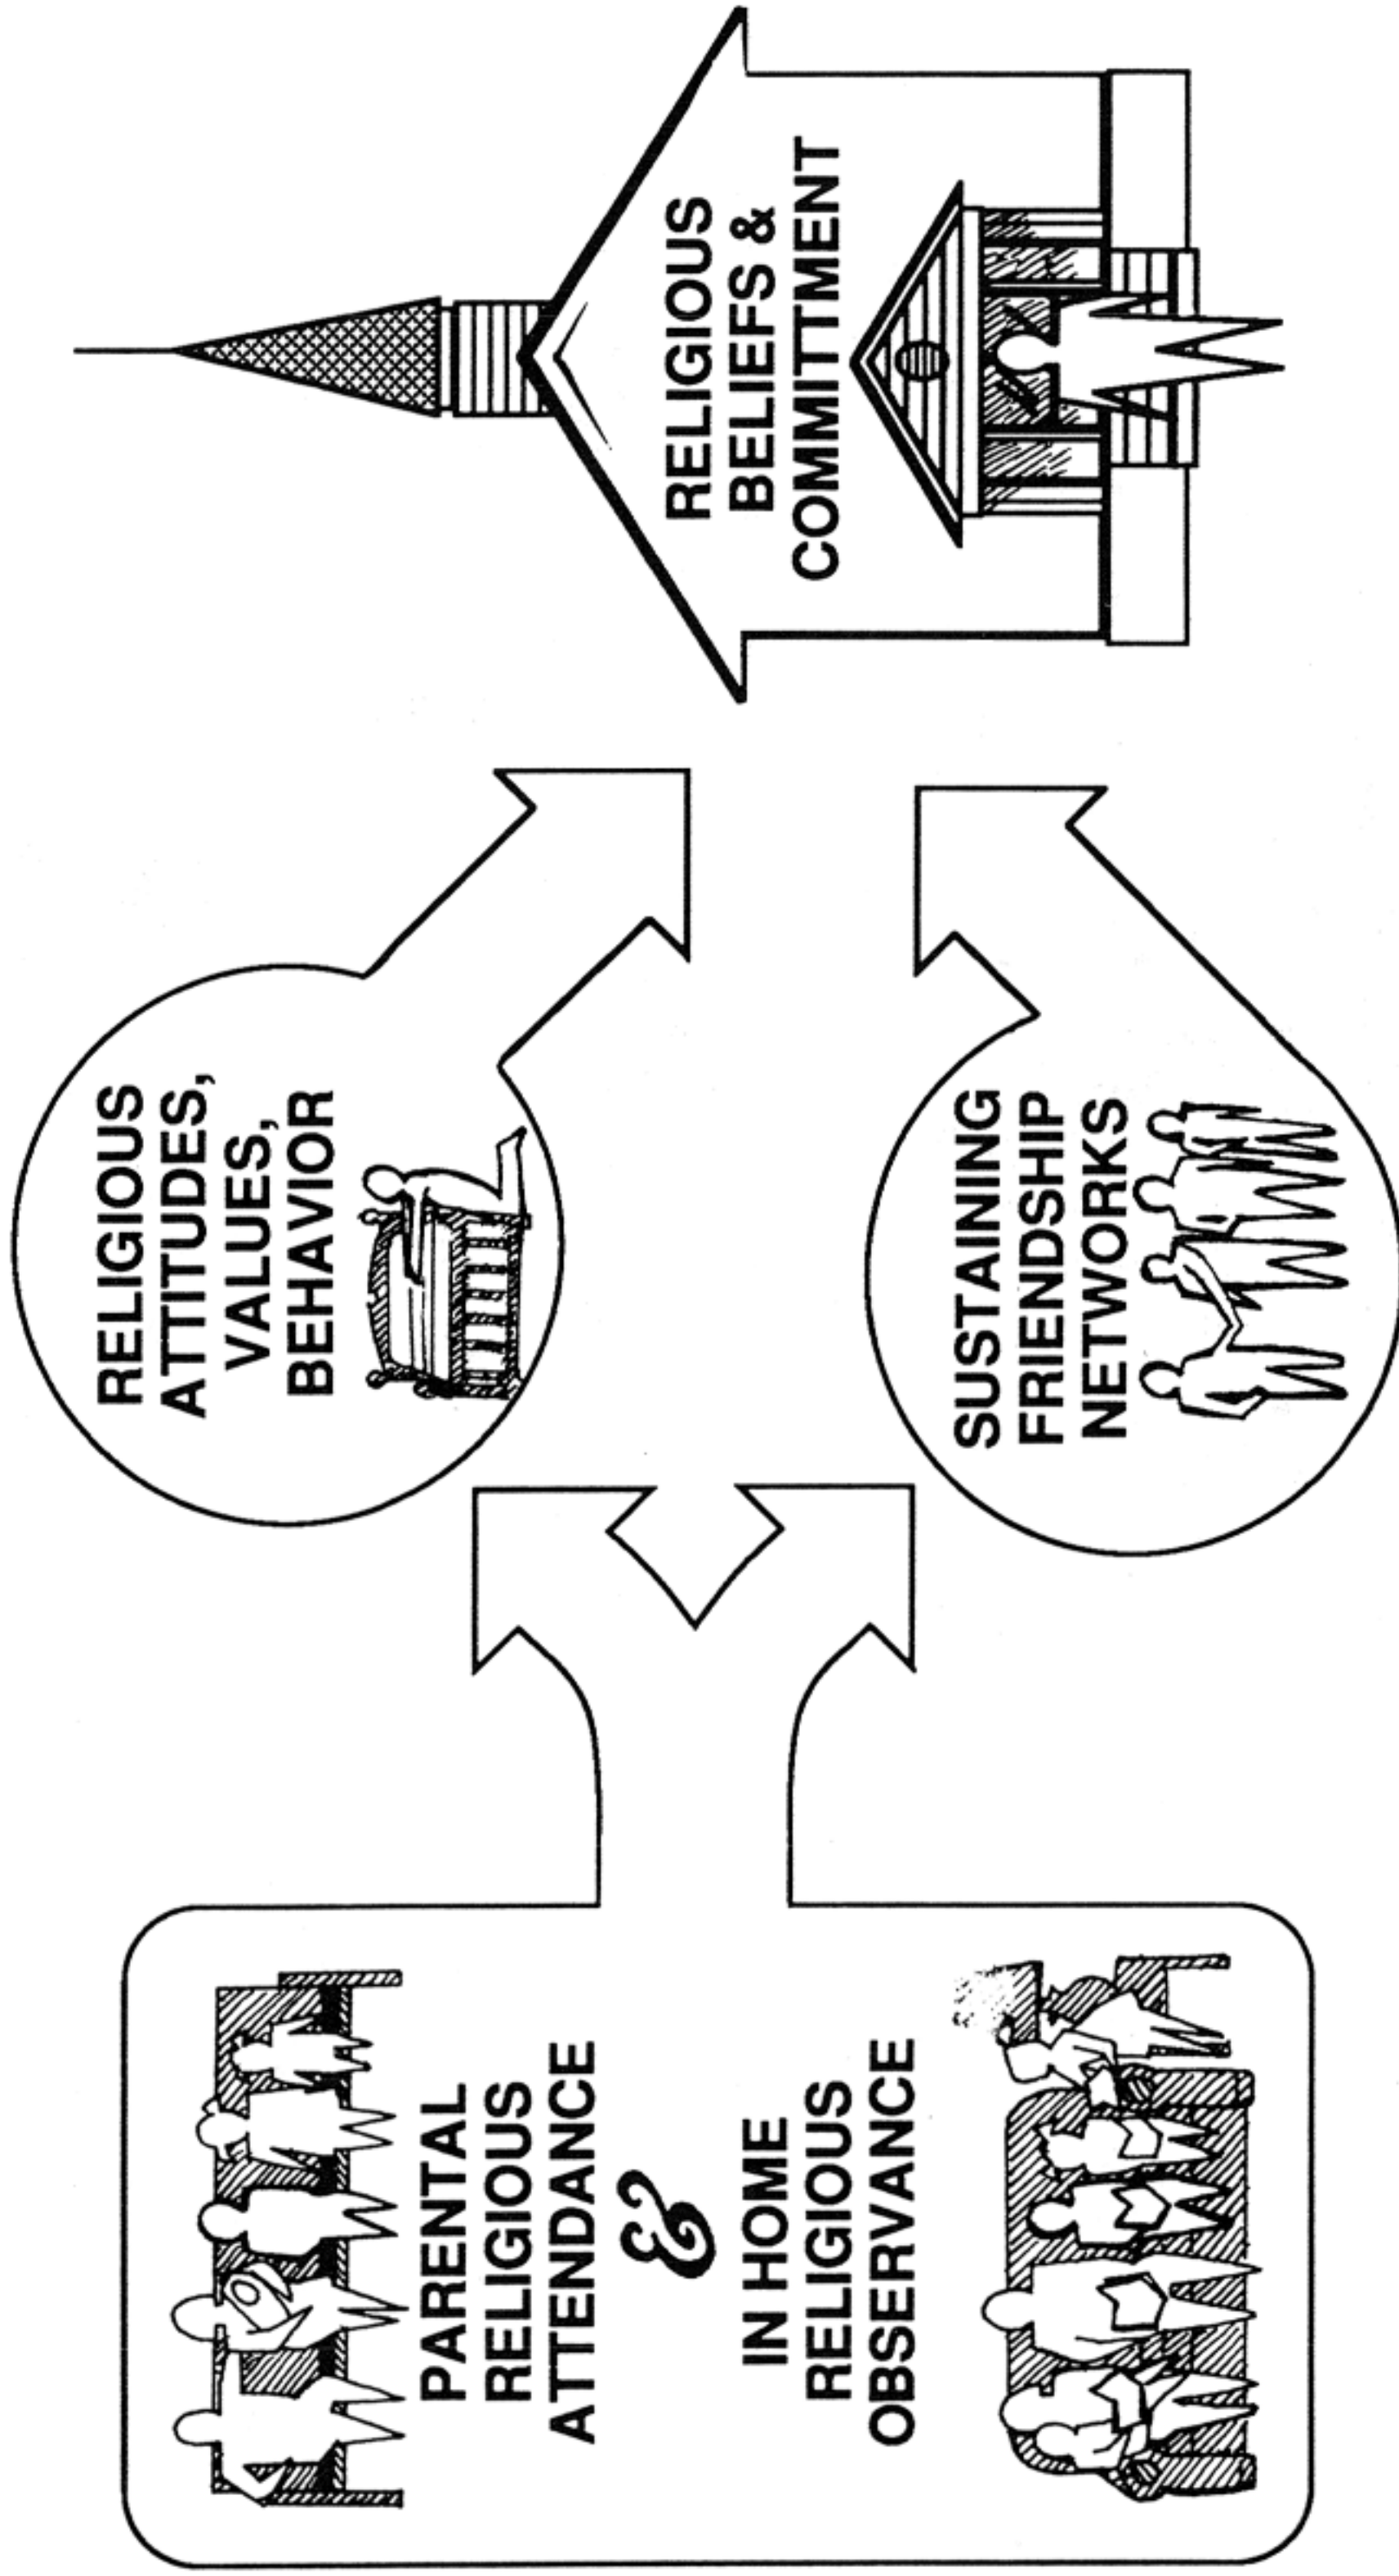 PARENTAL
RELIGIOUS
ATTENDANCE
&
IN HOME
RELIGIOUS
OBSERVANCE
RELIGIOUS
ATTITUDES,
VALUES,
BEHAVIOR
SUSTAINING
FRIENDSHIP
NETWORKS
RELIGIOUS
BELIEFS &
COMMITTMENT